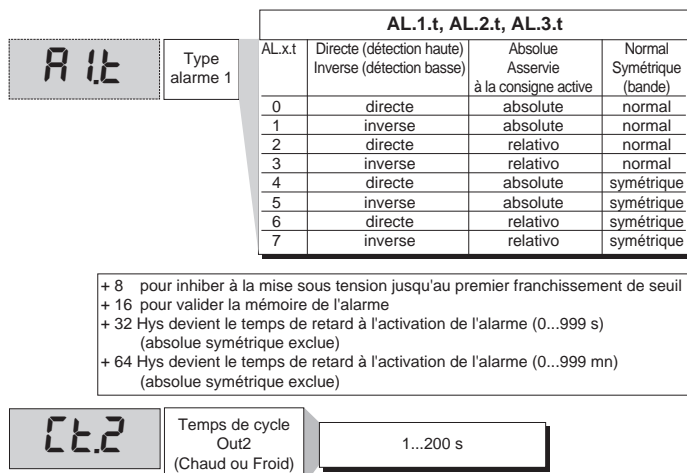 AL.1.t, AL.2.t, AL.3.t
A1.t
Type
alarme 1
AL.x.t Directe (détection haute) Absolue Normal
Inverse (détection basse) Asservie Symétrique
à la consigne active (bande)
0 directe absolute normal
1 inverse absolute normal
2 directe relativo normal
3 inverse relativo normal
4 directe absolute symétrique
5 inverse absolute symétrique
6 directe relativo symétrique
7 inverse relativo symétrique
+ 8 pour inhiber à la mise sous tension jusqu'au premier franchissement de seuil
+ 16 pour valider la mémoire de l'alarme
+ 32 Hys devient le temps de retard à l'activation de l'alarme (0...999 s)
(absolue symétrique exclue)
+ 64 Hys devient le temps de retard à l'activation de l'alarme (0...999 mn)
(absolue symétrique exclue)
Ct.2
Temps de cycle
Out2
(Chaud ou Froid)
1...200 s